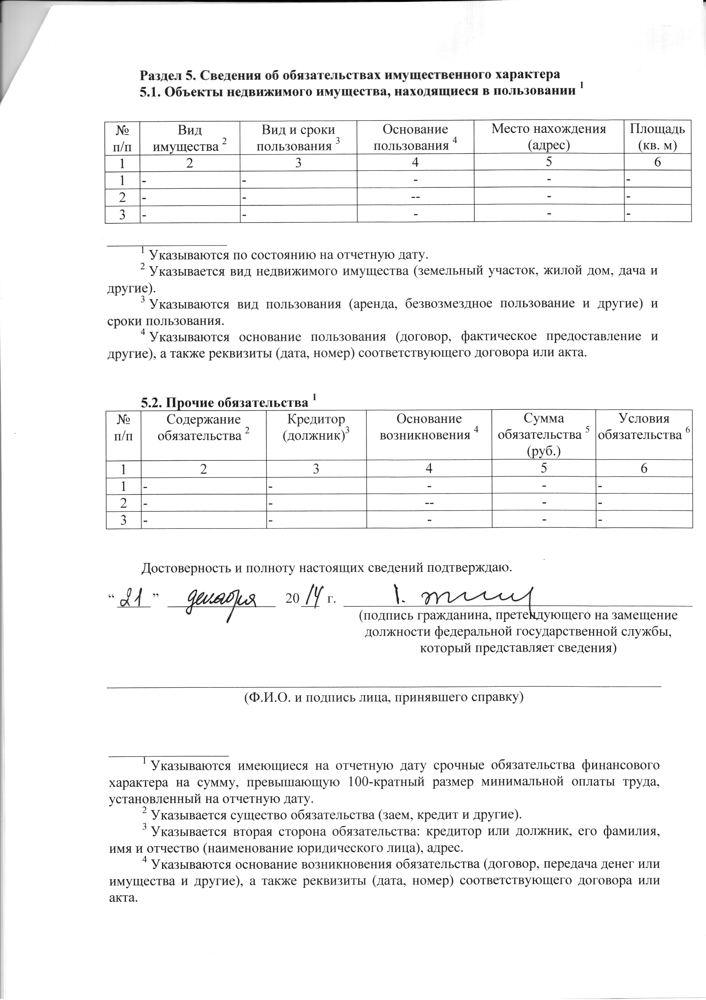 Раздел 5. Сведения об обязательствах имущественного характера
5.1. Объекты недвижимого имущества, находящиеся в пользовании 1
№ п/п Вид имущества 2 Вид и сроки пользования 3 Основание пользования 4 Место нахождения (адрес) Площадь (кв. м)
1 2 3 4 5 6
1 - - - - -
2 - - -- - -
3 - - - - -
1 Указываются по состоянию на отчетную дату.
2 Указывается вид недвижимого имущества (земельный участок, жилой дом, дача и
другие).
3 Указываются вид пользования (аренда, безвозмездное пользование и другие) и
сроки пользования.
4 Указываются основание пользования (договор, фактическое предоставление и
другие), а также реквизиты (дата, номер) соответствующего договора или акта.
5.2. Прочие обязательства 1
№ п/п Содержание обязательства 2 Кредитор (должник)3 Основание возникновения 4 Сумма обязательства 5 (руб.) Условия обязательства 6
1 2 3 4 5 6
1 - - - - -
2 - - -- - -
3 - - - - -
Достоверность и полноту настоящих сведений подтверждаю.
“ 21 ” декабря 2014 г.
(подпись гражданина, претендующего на замещение
должности федеральной государственной службы,
который представляет сведения)
(Ф.И.О. и подпись лица, принявшего справку)
1 Указываются имеющиеся на отчетную дату срочные обязательства финансового
характера на сумму, превышающую 100-кратный размер минимальной оплаты труда,
установленный на отчетную дату.
2 Указывается существо обязательства (заем, кредит и другие).
3 Указывается вторая сторона обязательства: кредитор или должник, его фамилия,
имя и отчество (наименование юридического лица), адрес.
4 Указываются основание возникновения обязательства (договор, передача денег или
имущества и другие), а также реквизиты (дата, номер) соответствующего договора или
акта.